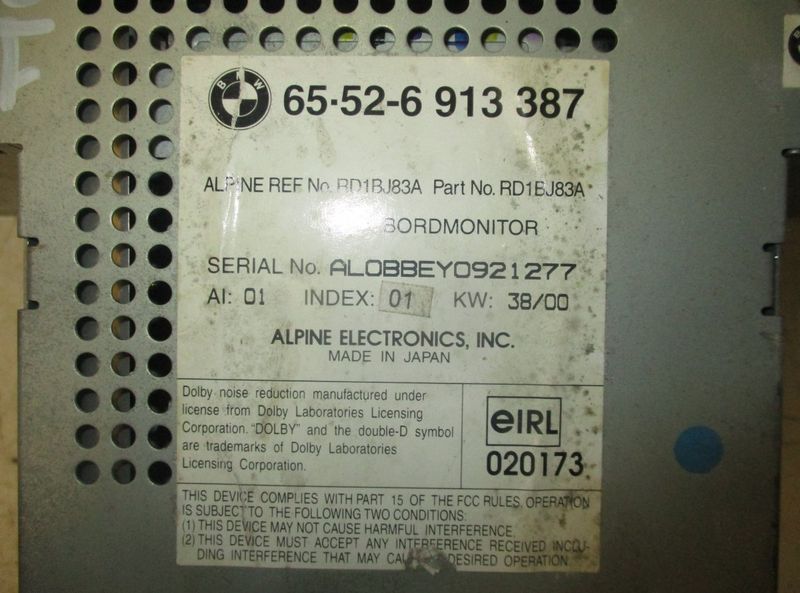 BMW
65·52-6 913 387
ALPINE REF No. RD1BJ83A Part No. RD1BJ83A
BORDMONITOR
SERIAL No. AL0BBEY0921277
AI: 01 INDEX: 01 KW: 38/00
ALPINE ELECTRONICS, INC.
MADE IN JAPAN
Dolby noise reduction manufactured under
license from Dolby Laboratories Licensing
Corporation. "DOLBY" and the double-D symbol
are trademarks of Dolby Laboratories
Licensing Corporation.
eIRL
020173
THIS DEVICE COMPLIES WITH PART 15 OF THE FCC RULES. OPERATION
IS SUBJECT TO THE FOLLOWING TWO CONDITIONS:
(1) THIS DEVICE MAY NOT CAUSE HARMFUL INTERFERENCE.
(2) THIS DEVICE MUST ACCEPT ANY INTERFERENCE RECEIVED INCLU-
DING INTERFERENCE THAT MAY DESIRED OPERATION.